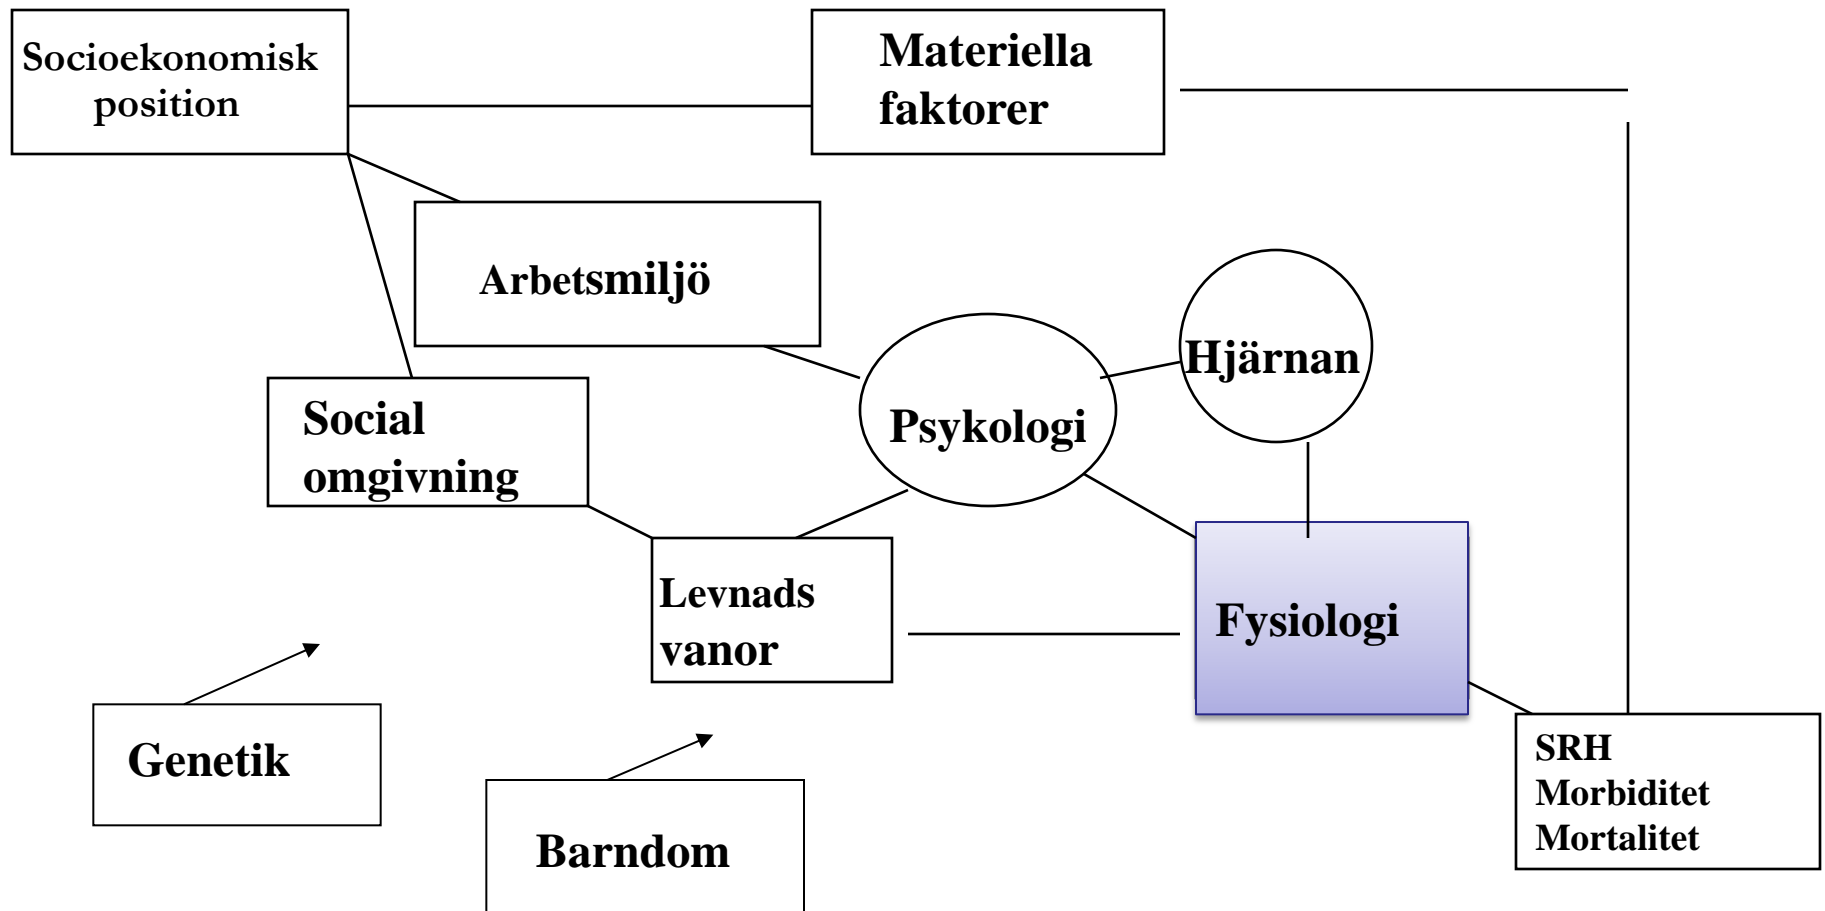 Socioekonomisk
position
Materiella
faktorer
Arbetsmiljö
Hjärnan
Psykologi
Social
omgivning
Levnads
vanor
Fysiologi
Genetik
Barndom
SRH
Morbiditet
Mortalitet